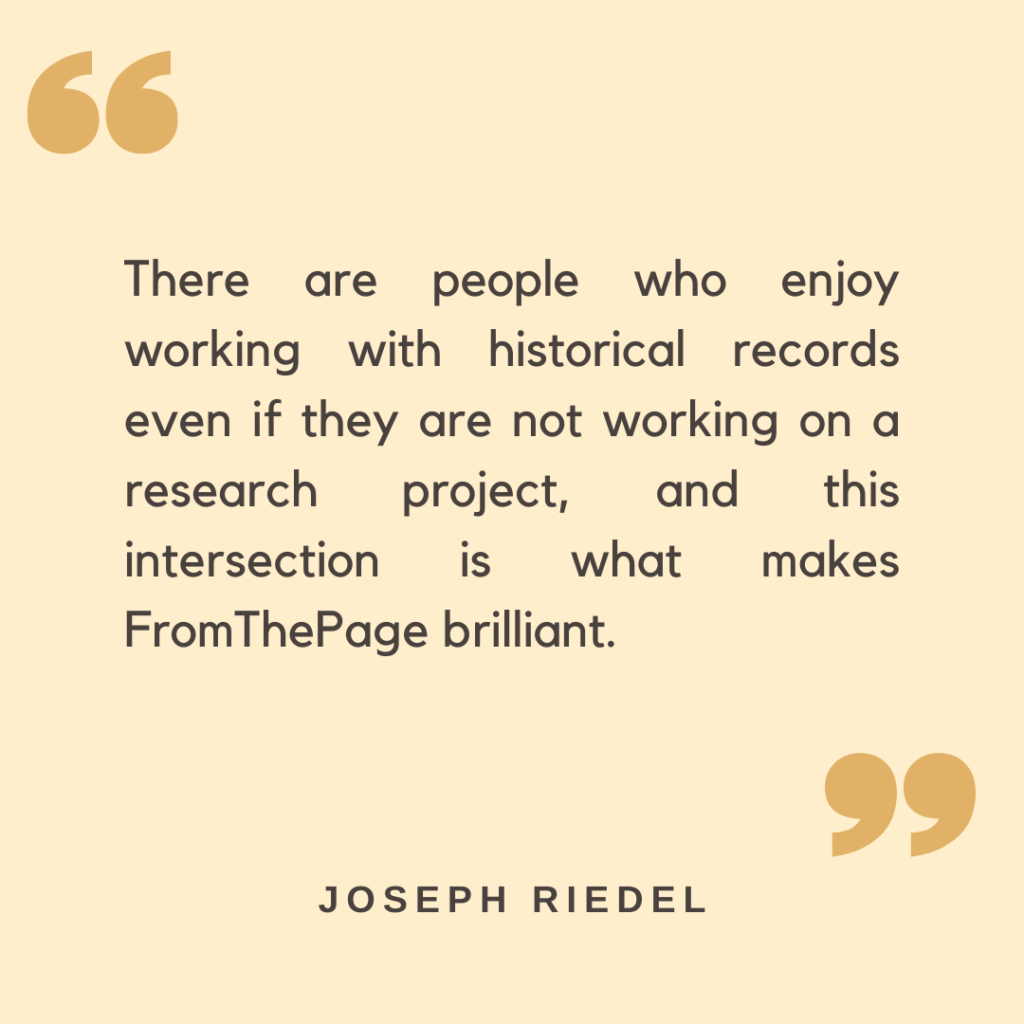 “
There are people who enjoy
working with historical records
even if they are not working on a
research project, and this
intersection is what makes
FromThePage brilliant.
”
JOSEPH RIEDEL